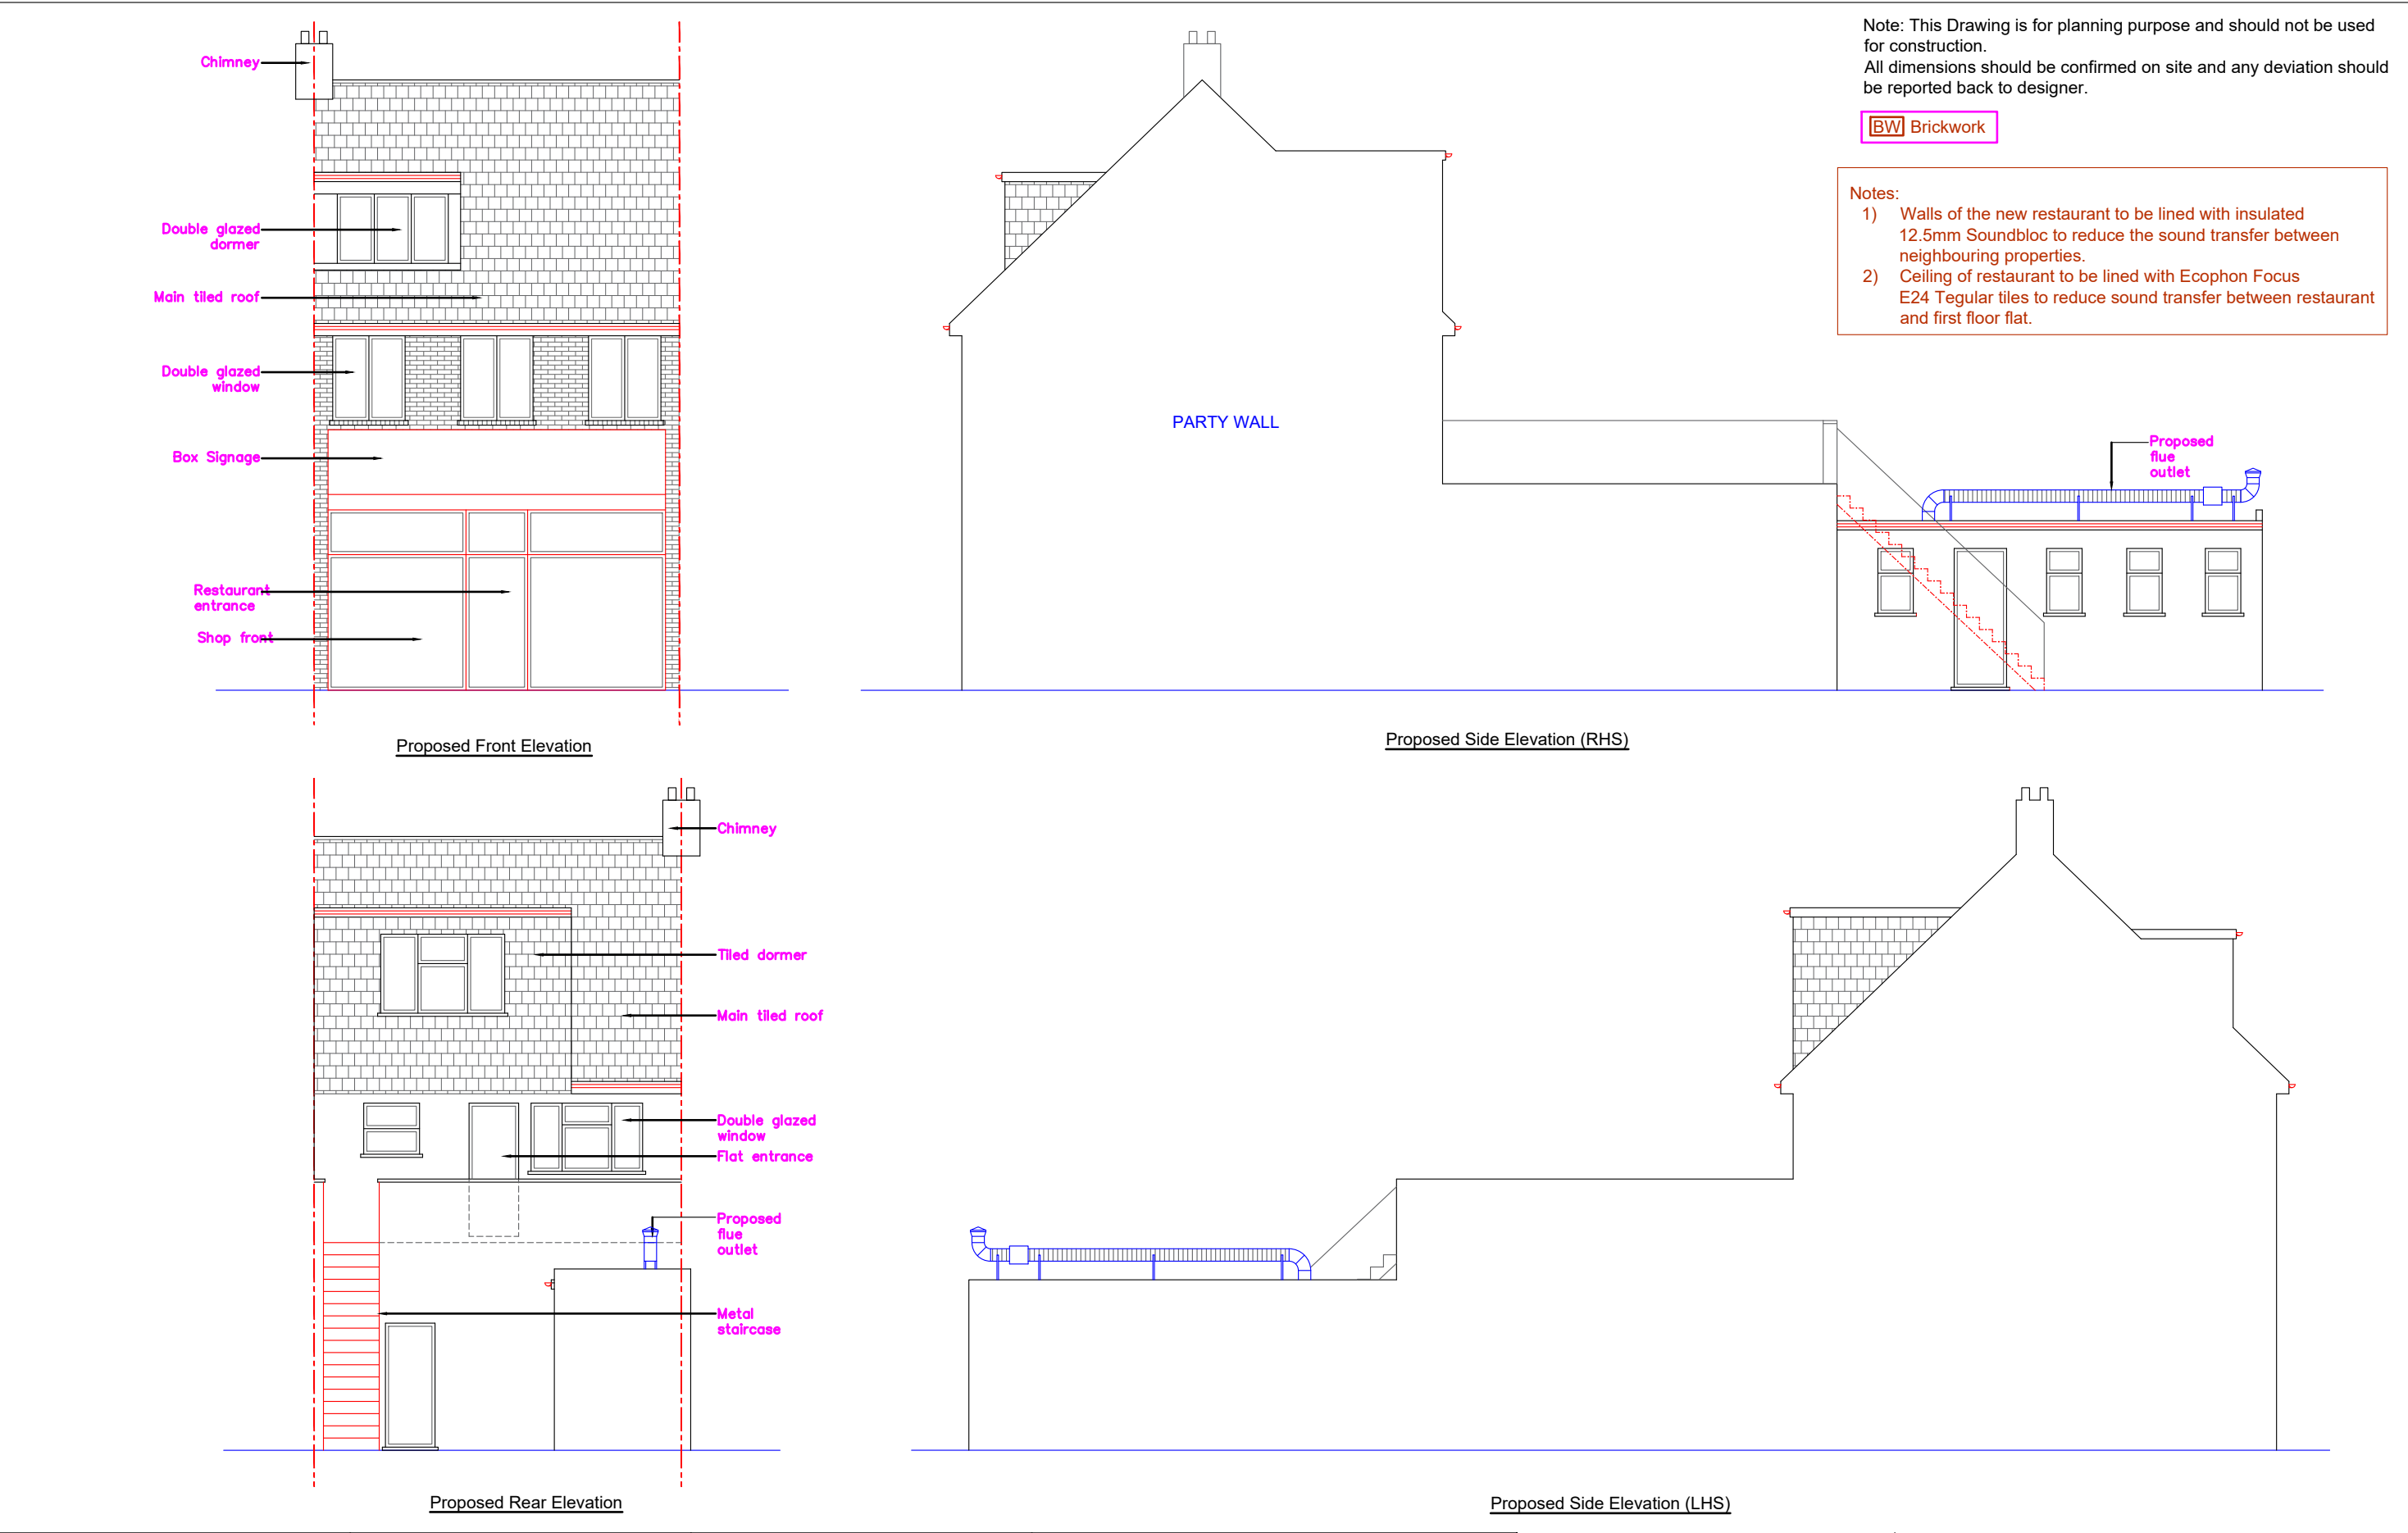 Note: This Drawing is for planning purpose and should not be used
for construction.
All dimensions should be confirmed on site and any deviation should
be reported back to designer.
BW Brickwork
Notes:
1) Walls of the new restaurant to be lined with insulated
12.5mm Soundbloc to reduce the sound transfer between
neighbouring properties.
2) Ceiling of restaurant to be lined with Ecophon Focus
E24 Tegular tiles to reduce sound transfer between restaurant
and first floor flat.
Chimney
Double glazed
dormer
Main tiled roof
Double glazed
window
Box Signage
Restaurant
entrance
Shop front
Proposed Front Elevation
PARTY WALL
Proposed
flue
outlet
Proposed Side Elevation (RHS)
Chimney
Tiled dormer
Main tiled roof
Double glazed
window
Flat entrance
Proposed
flue
outlet
Metal
staircase
Proposed Rear Elevation
Proposed Side Elevation (LHS)